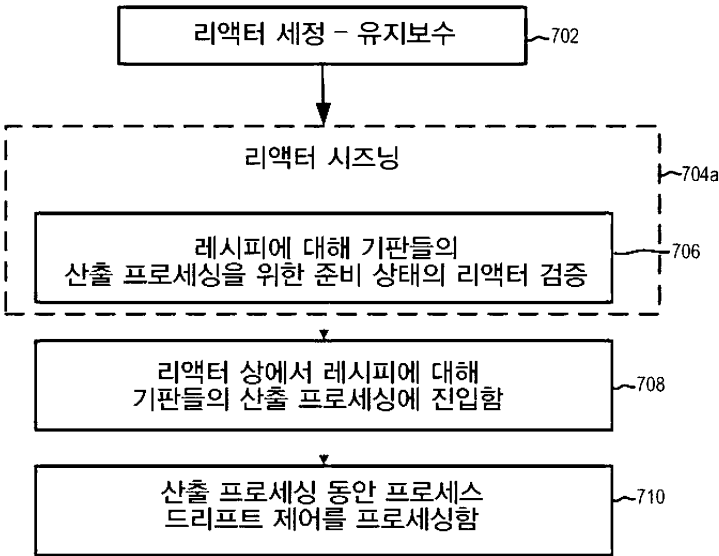 리액터 세정 – 유지보수
702
리액터 시즈닝
704a
레시피에 대해 기판들의
산출 프로세싱을 위한 준비 상태의 리액터 검증
706
리액터 상에서 레시피에 대해
기판들의 산출 프로세싱에 진입함
708
산출 프로세싱 동안 프로세스
드리프트 제어를 프로세싱함
710